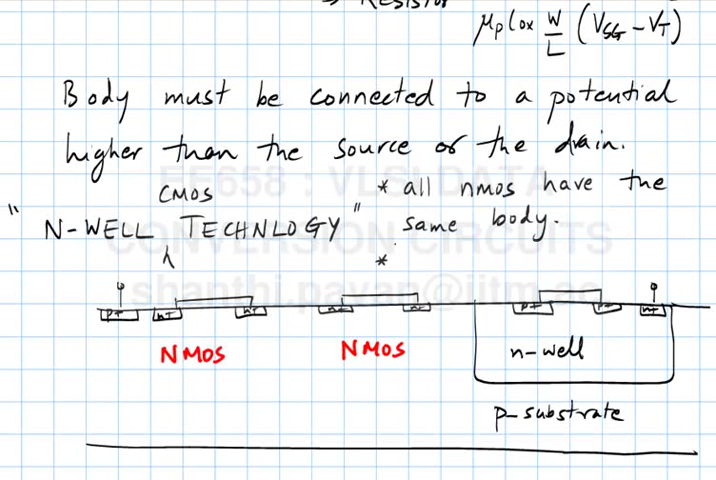 → Resistor
μp Cox W/L (VSG - VT)
Body must be connected to a potential
higher than the source or the drain.
CMOS
* all nmos have the
" N-WELL ^ TECHNLOGY "
same body.
*
EE658 : VLSI DATA
CONVERSION CIRCUITS
shanthi.pavan@iitm.ac
p+ n+ n+ n+ n+ p+ p+ n+
NMOS NMOS n-well
p-substrate